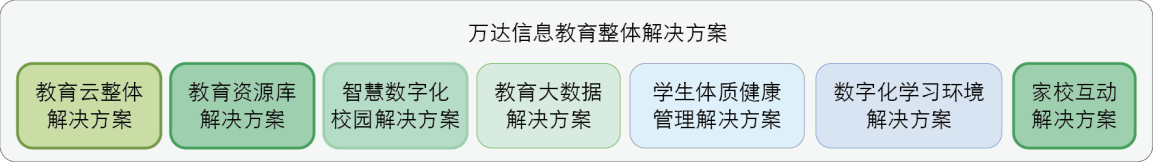 万达信息教育整体解决方案
教育云整体
解决方案
教育资源库
解决方案
智慧数字化
校园解决方案
教育大数据
解决方案
学生体质健康
管理解决方案
数字化学习环境
解决方案
家校互动
解决方案